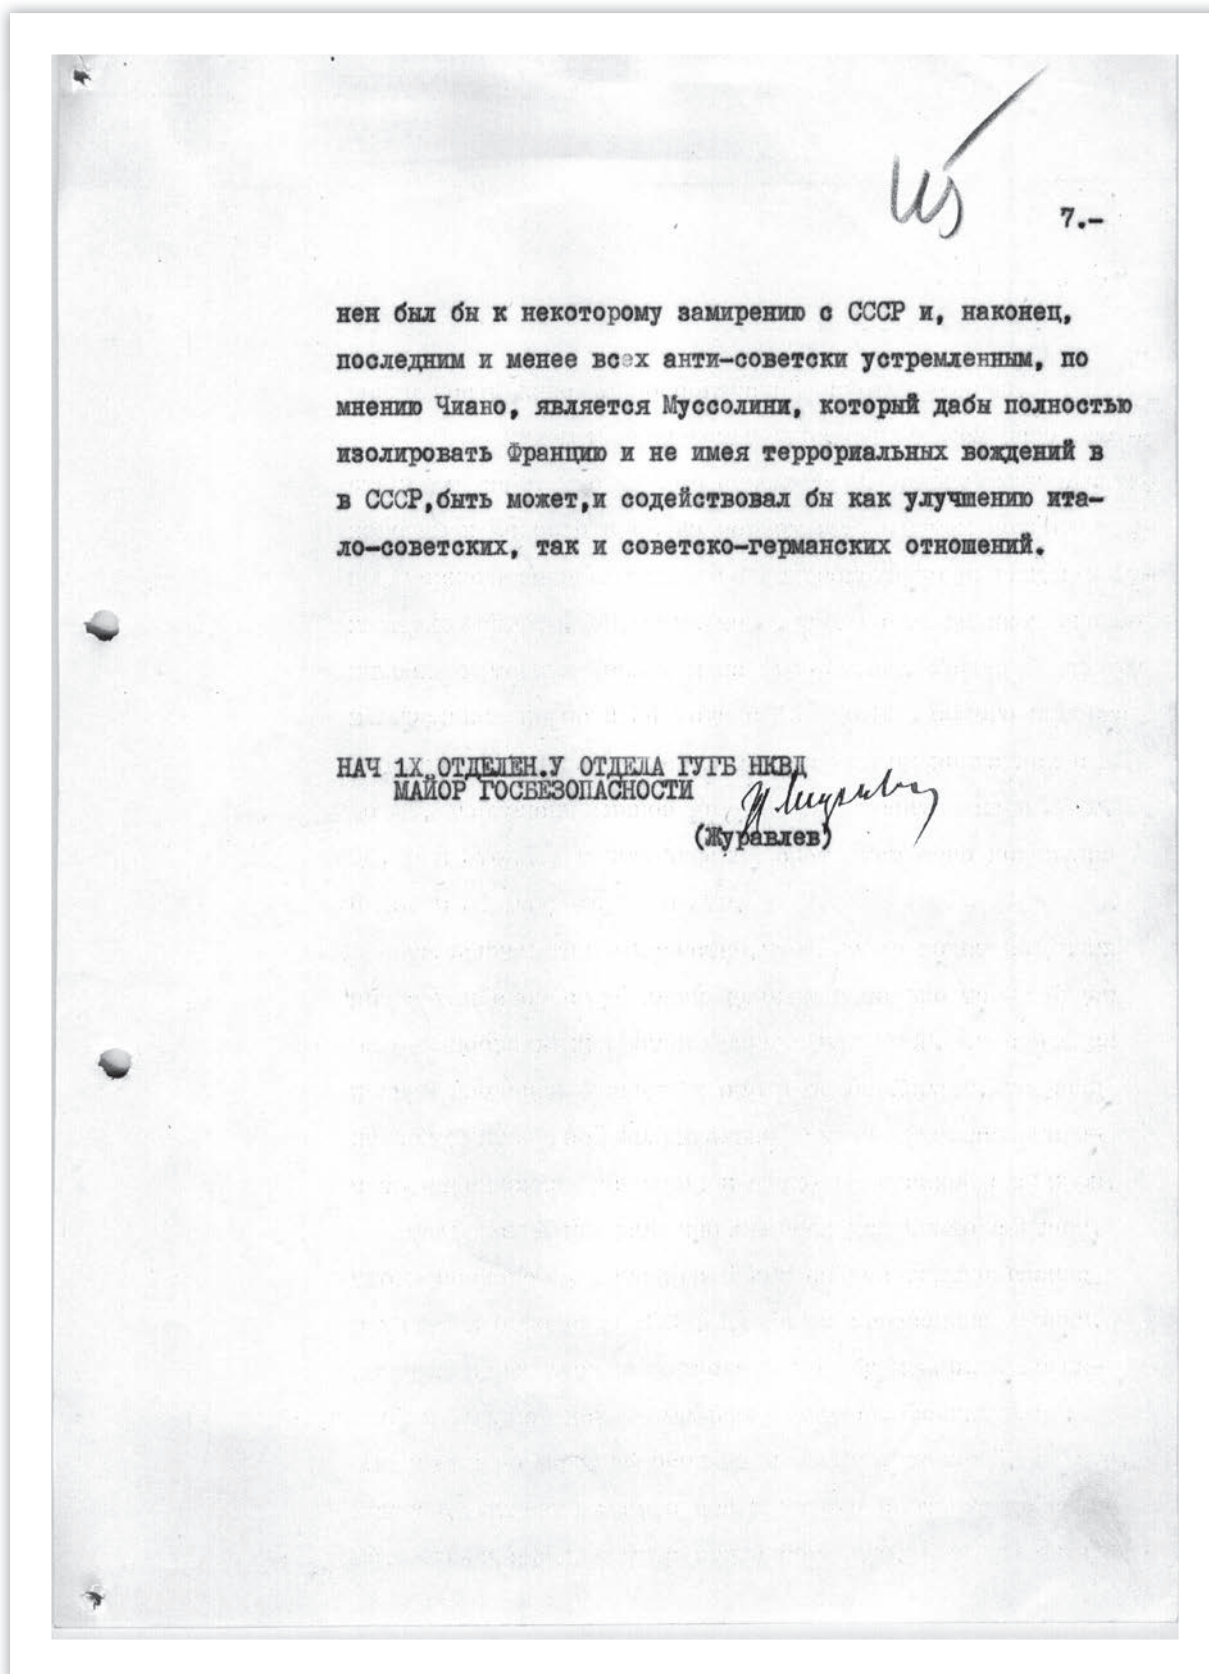 7.-
нен был бы к некоторому замирению с СССР и, наконец,
последним и менее всех анти-советски устремленным, по
мнению Чиано, является Муссолини, который дабы полностью
изолировать Францию и не имея террориальных вождений в
в СССР,быть может,и содействовал бы как улучшению ита-
ло-советских, так и советско-германских отношений.
НАЧ 1Х ОТДЕЛЕН.У ОТДЕЛА ГУГБ НКВД
МАЙОР ГОСБЕЗОПАСНОСТИ
(Журавлев)